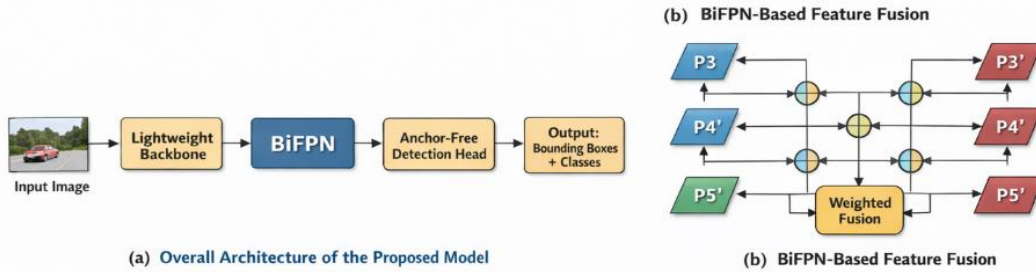 (b) BiFPN-Based Feature Fusion
P3
P3'
Lightweight
Backbone
BiFPN
Anchor-Free
Detection Head
Output:
Bounding Boxes
+ Classes
Input Image
P4'
P4'
P5'
Weighted
Fusion
P5'
(a) Overall Architecture of the Proposed Model
(b) BiFPN-Based Feature Fusion